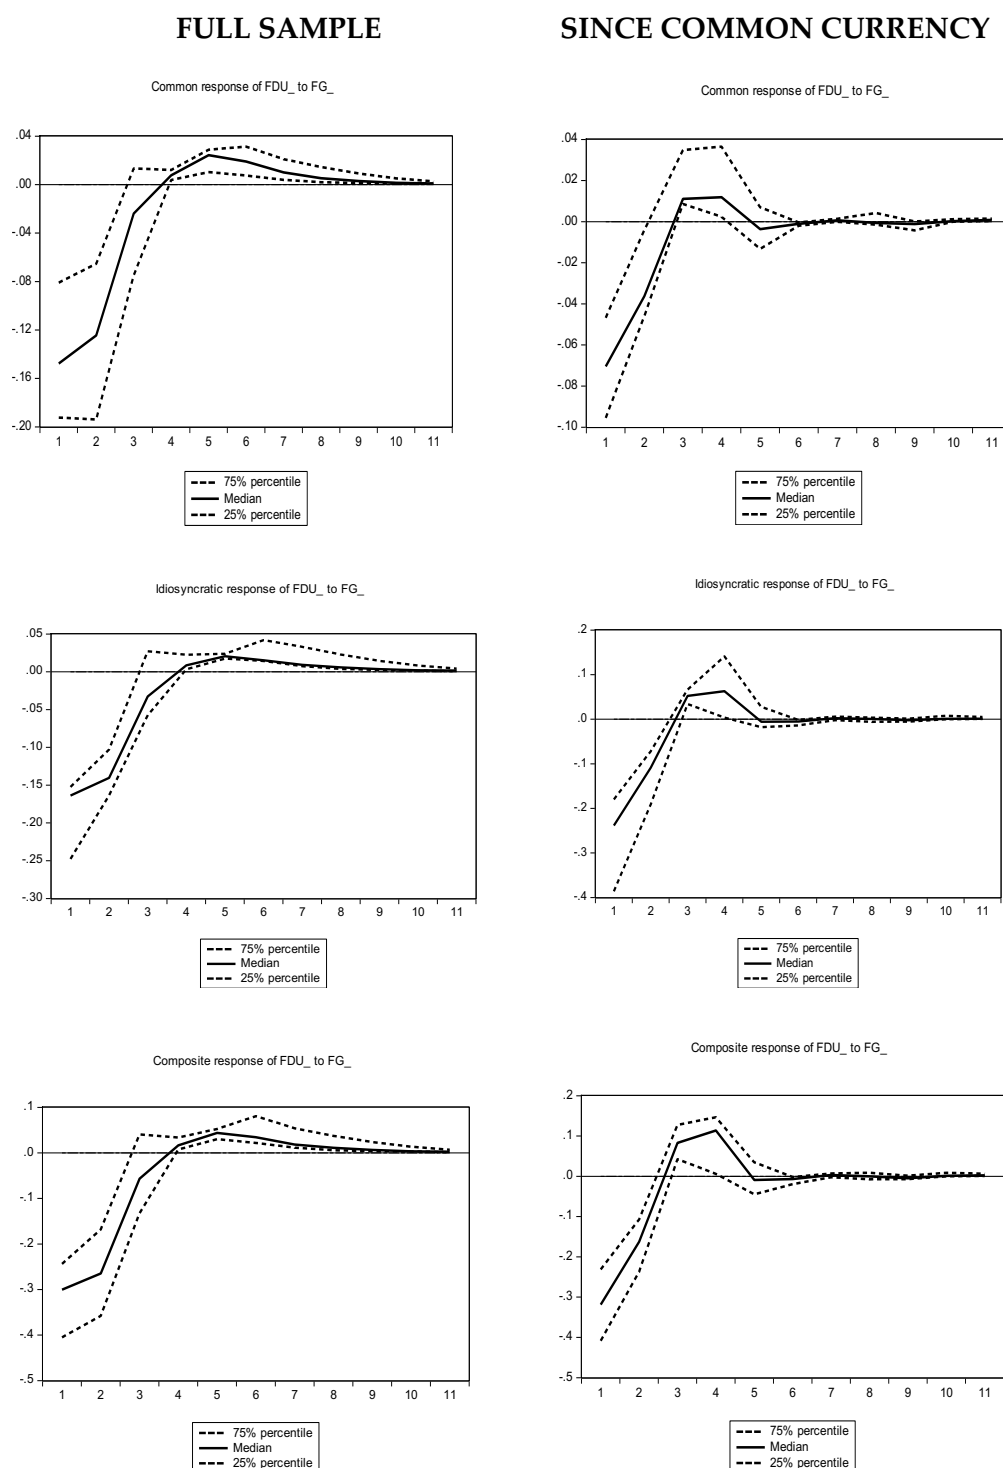 FULL SAMPLE
SINCE COMMON CURRENCY
Common response of FDU_ to FG_
.04
.00
-.04
-.08
-.12
-.16
-.20
1 2 3 4 5 6 7 8 9 10 11
75% percentile
Median
25% percentile
Common response of FDU_ to FG_
.04
.02
.00
-.02
-.04
-.06
-.08
-.10
1 2 3 4 5 6 7 8 9 10 11
75% percentile
Median
25% percentile
Idiosyncratic response of FDU_ to FG_
.05
.00
-.05
-.10
-.15
-.20
-.25
-.30
1 2 3 4 5 6 7 8 9 10 11
75% percentile
Median
25% percentile
Idiosyncratic response of FDU_ to FG_
.2
.1
.0
-.1
-.2
-.3
-.4
1 2 3 4 5 6 7 8 9 10 11
75% percentile
Median
25% percentile
Composite response of FDU_ to FG_
.1
.0
-.1
-.2
-.3
-.4
-.5
1 2 3 4 5 6 7 8 9 10 11
75% percentile
Median
25% percentile
Composite response of FDU_ to FG_
.2
.1
.0
-.1
-.2
-.3
-.4
-.5
1 2 3 4 5 6 7 8 9 10 11
75% percentile
Median
25% percentile